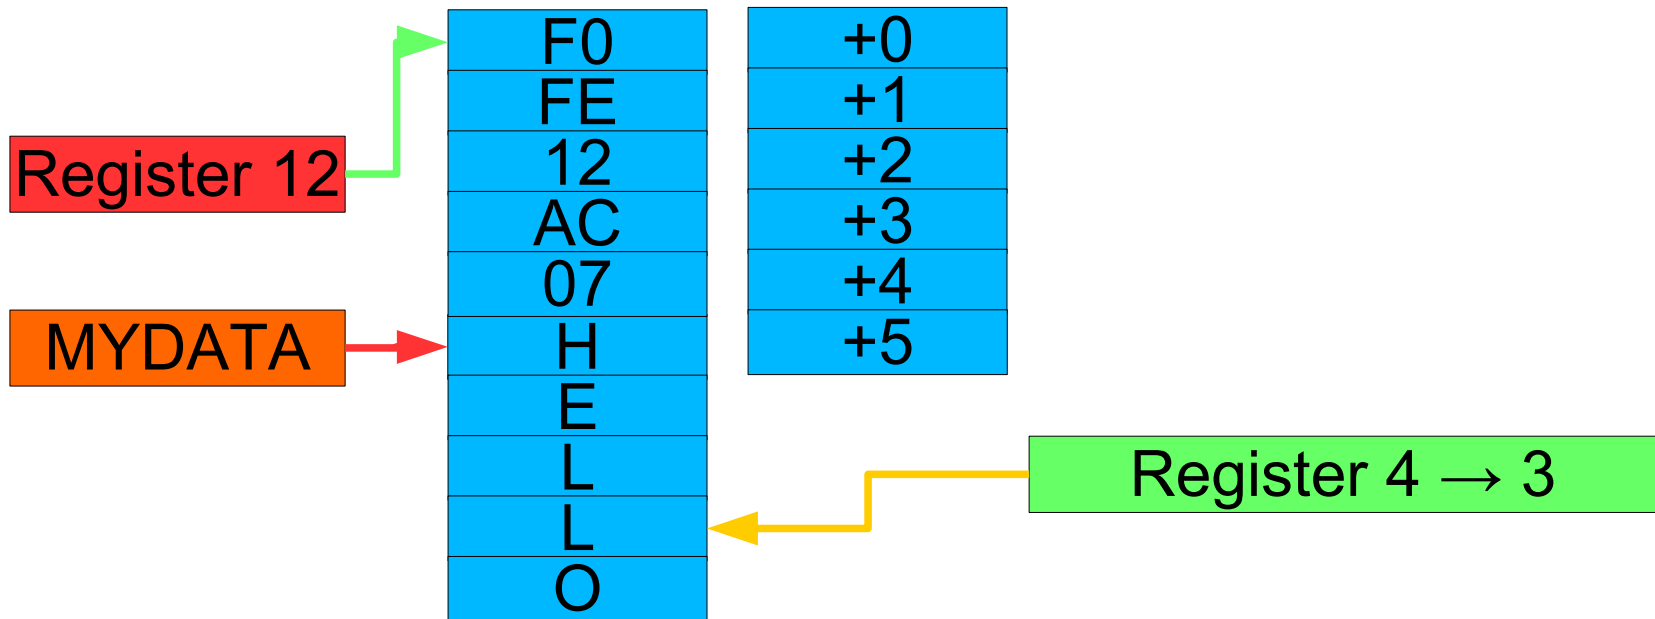 Register 12
MYDATA
F0
FE
12
AC
07
H
E
L
L
O
+0
+1
+2
+3
+4
+5
Register 4 → 3